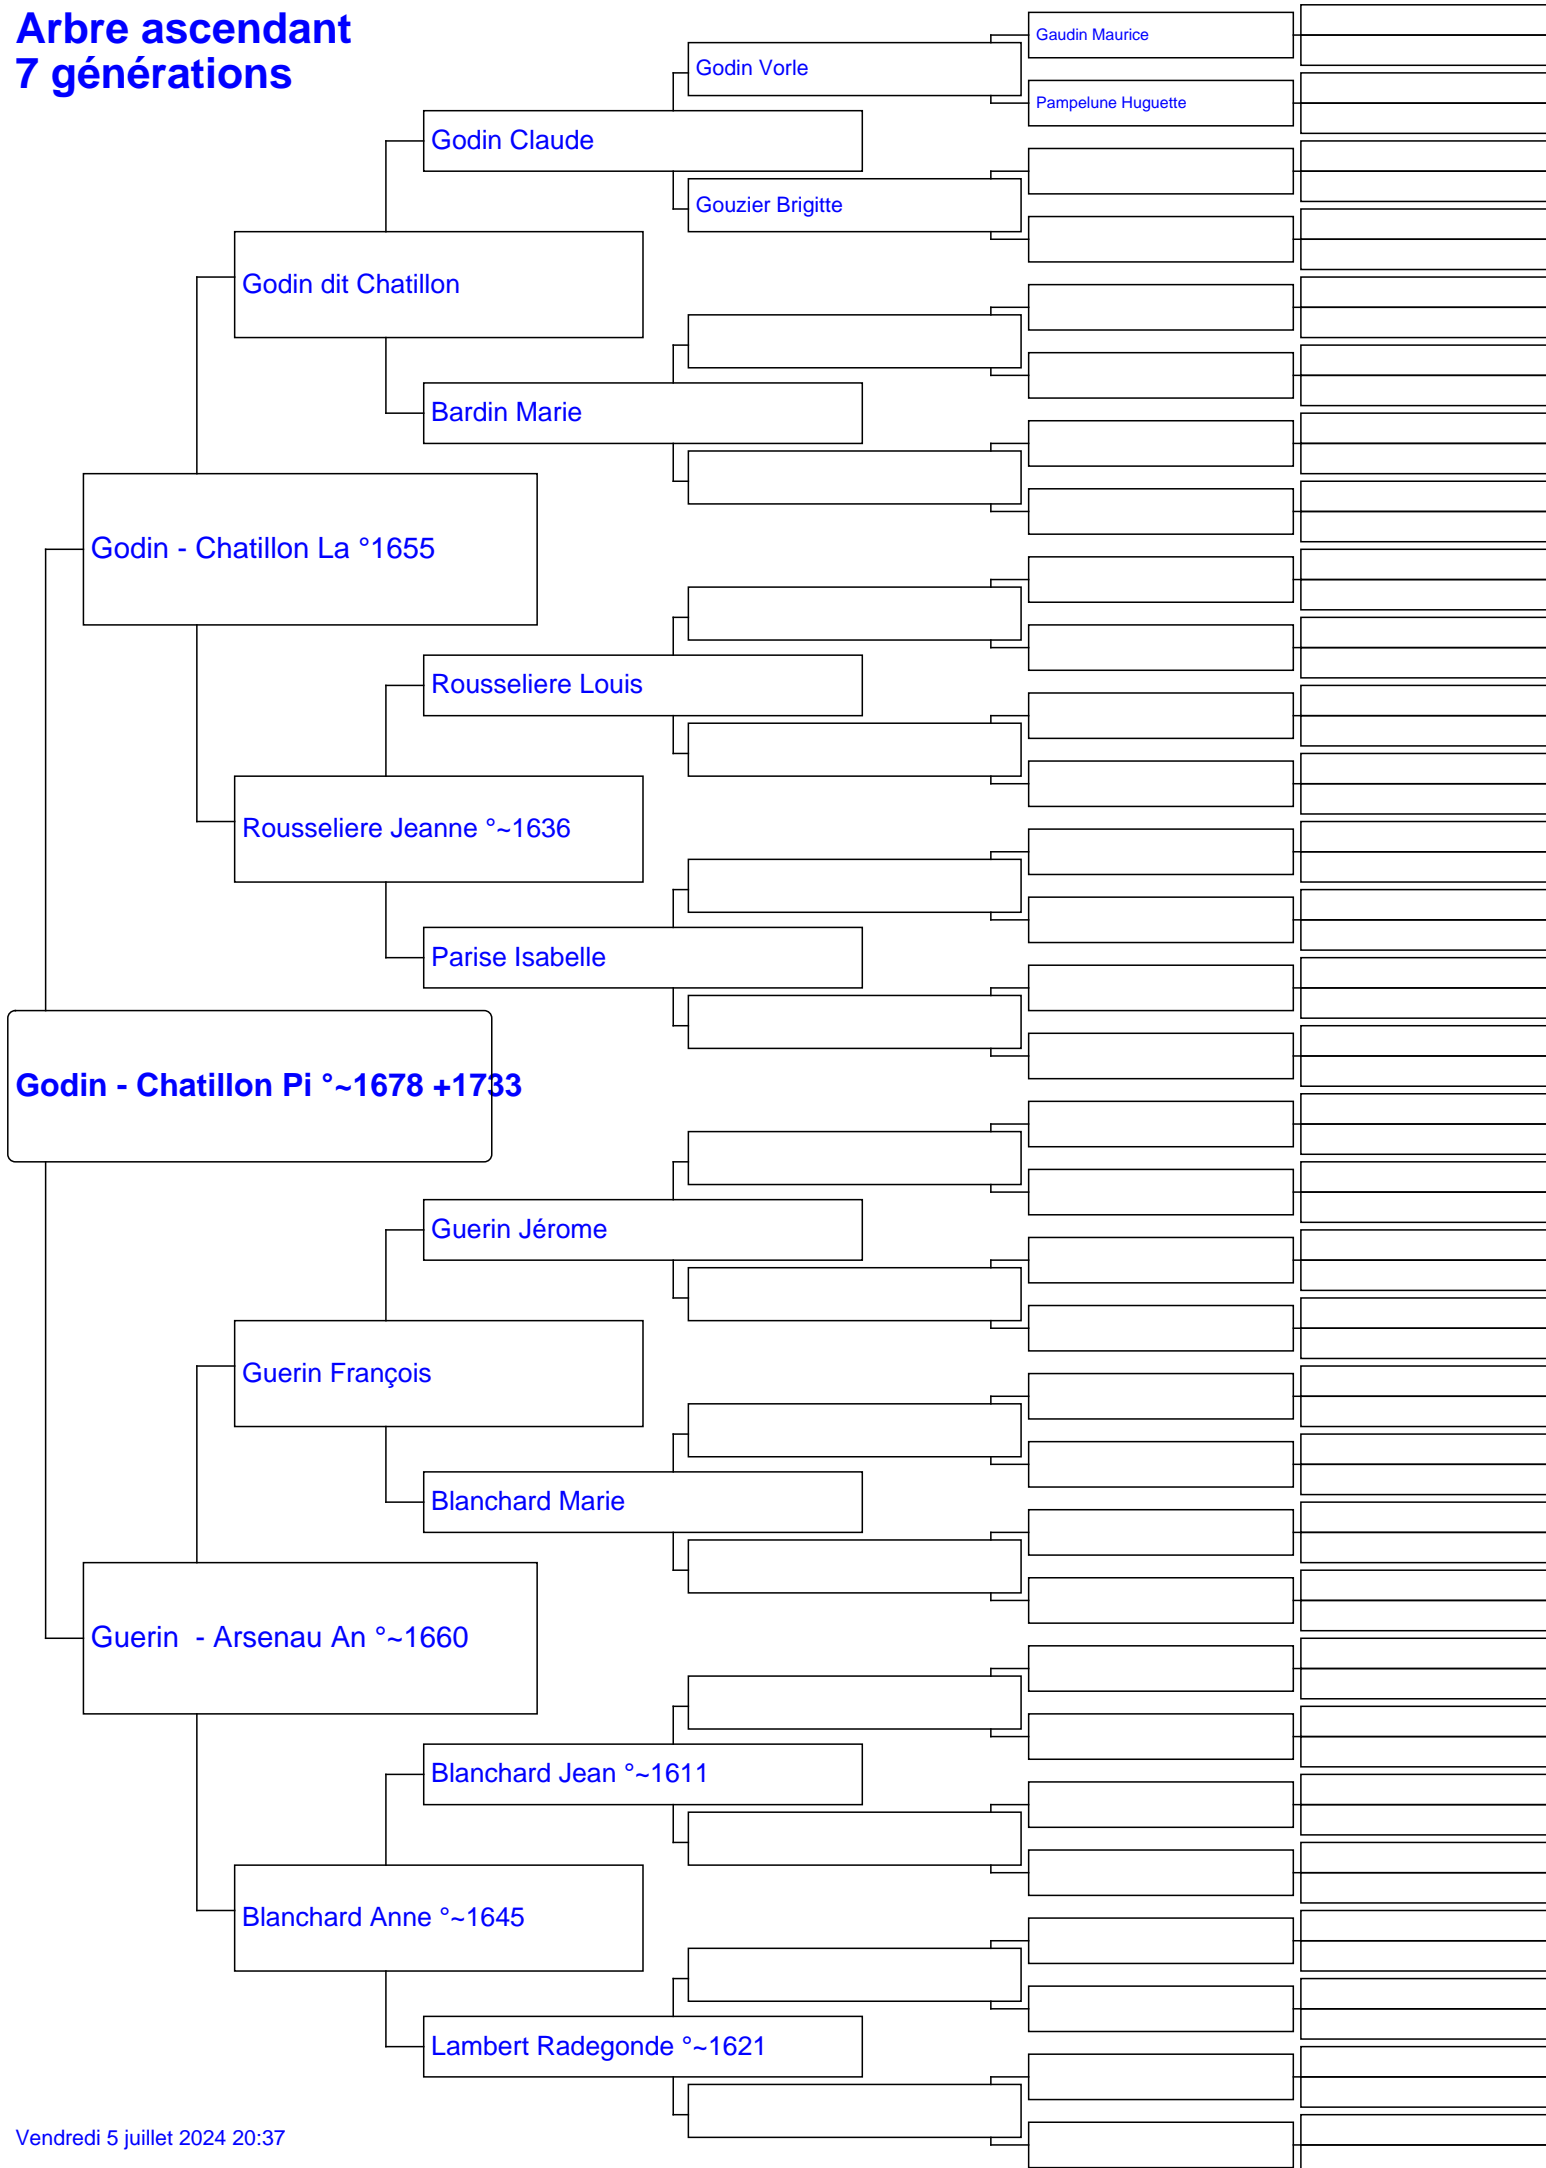 Arbre ascendant
7 générations
Gaudin Maurice
Godin Vorle
Pampelune Huguette
Godin Claude
Gouzier Brigitte
Godin dit Chatillon
Bardin Marie
Godin - Chatillon La °1655
Rousseliere Louis
Rousseliere Jeanne °~1636
Parise Isabelle
Godin - Chatillon Pi °~1678 +1733
Guerin Jérome
Guerin François
Blanchard Marie
Guerin  - Arsenau An °~1660
Blanchard Jean °~1611
Blanchard Anne °~1645
Lambert Radegonde °~1621
Vendredi 5 juillet 2024 20:37